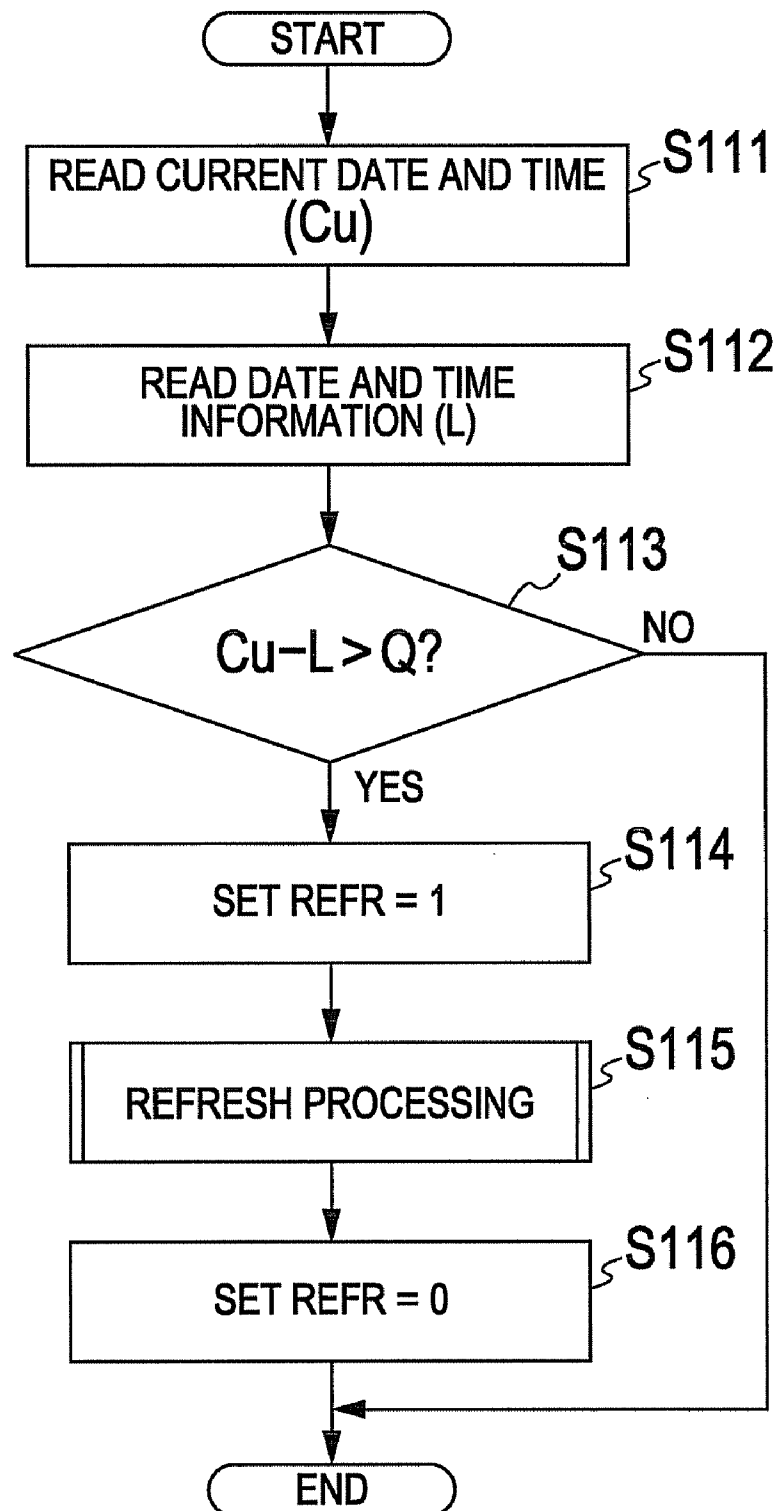 START
READ CURRENT DATE AND TIME
(Cu)
S111
READ DATE AND TIME
INFORMATION (L)
S112
S113
Cu−L > Q?
NO
YES
S114
SET REFR = 1
S115
REFRESH PROCESSING
S116
SET REFR = 0
END